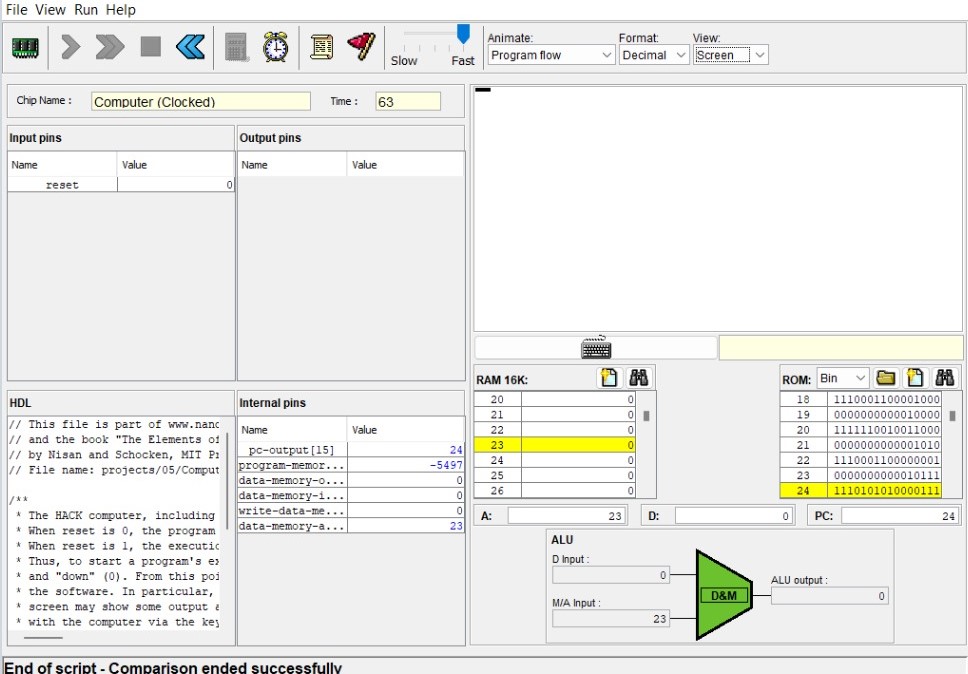 File View Run Help
Slow Fast
Animate:
Program flow
Format:
Decimal
View:
Screen
Chip Name :
Computer (Clocked)
Time :
63
Input pins
Name Value
reset 0
Output pins
Name Value
HDL
// This file is part of www.nand
// and the book "The Elements of
// by Nisan and Schocken, MIT Pr
// File name: projects/05/Comput
/**
* The HACK computer, including
* When reset is 0, the program
* When reset is 1, the executio
* Thus, to start a program's ex
* and "down" (0). From this poi
* the software. In particular,
* screen may show some output a
* with the computer via the key
Internal pins
Name Value
pc-output[15] 24
program-memor... -5497
data-memory-o... 0
data-memory-i... 0
write-data-me... 0
data-memory-a... 23
RAM 16K:
20 0
21 0
22 0
23 0
24 0
25 0
26 0
ROM: Bin
18 1110001100001000
19 0000000000010000
20 1111110010011000
21 0000000000001010
22 1110001100000001
23 0000000000010111
24 1110101010000111
A: 23
D: 0
PC: 24
ALU
D Input :
0
M/A Input :
23
D&M
ALU output :
0
End of script - Comparison ended successfully